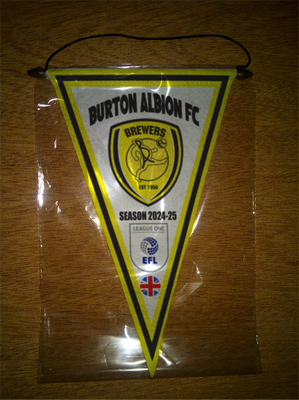 BURTON ALBION FC
BREWERS
EST 1950
SEASON 2024-25
LEAGUE ONE
EFL